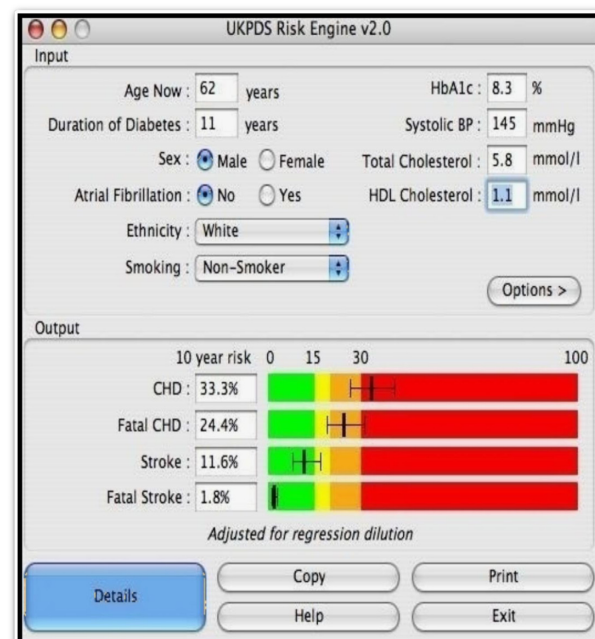 UKPDS Risk Engine v2.0
Input
Age Now : 62 years
HbA1c : 8.3 %
Duration of Diabetes : 11 years
Systolic BP : 145 mmHg
Sex : Male Female
Total Cholesterol : 5.8 mmol/l
Atrial Fibrillation : No Yes
HDL Cholesterol : 1.1 mmol/l
Ethnicity : White
Smoking : Non-Smoker
Options >
Output
10 year risk 0 15 30 100
CHD : 33.3%
Fatal CHD : 24.4%
Stroke : 11.6%
Fatal Stroke : 1.8%
Adjusted for regression dilution
Details
Copy
Print
Help
Exit